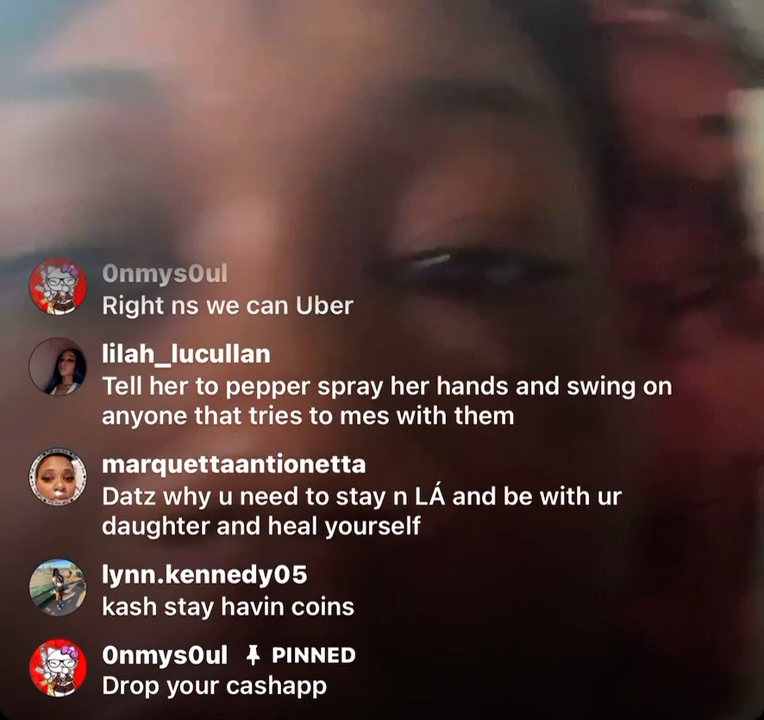 0nmys0ul
Right ns we can Uber
lilah_lucullan
Tell her to pepper spray her hands and swing on
anyone that tries to mes with them
marquettaantionetta
Datz why u need to stay n LÁ and be with ur
daughter and heal yourself
lynn.kennedy05
kash stay havin coins
0nmys0ul PINNED
Drop your cashapp